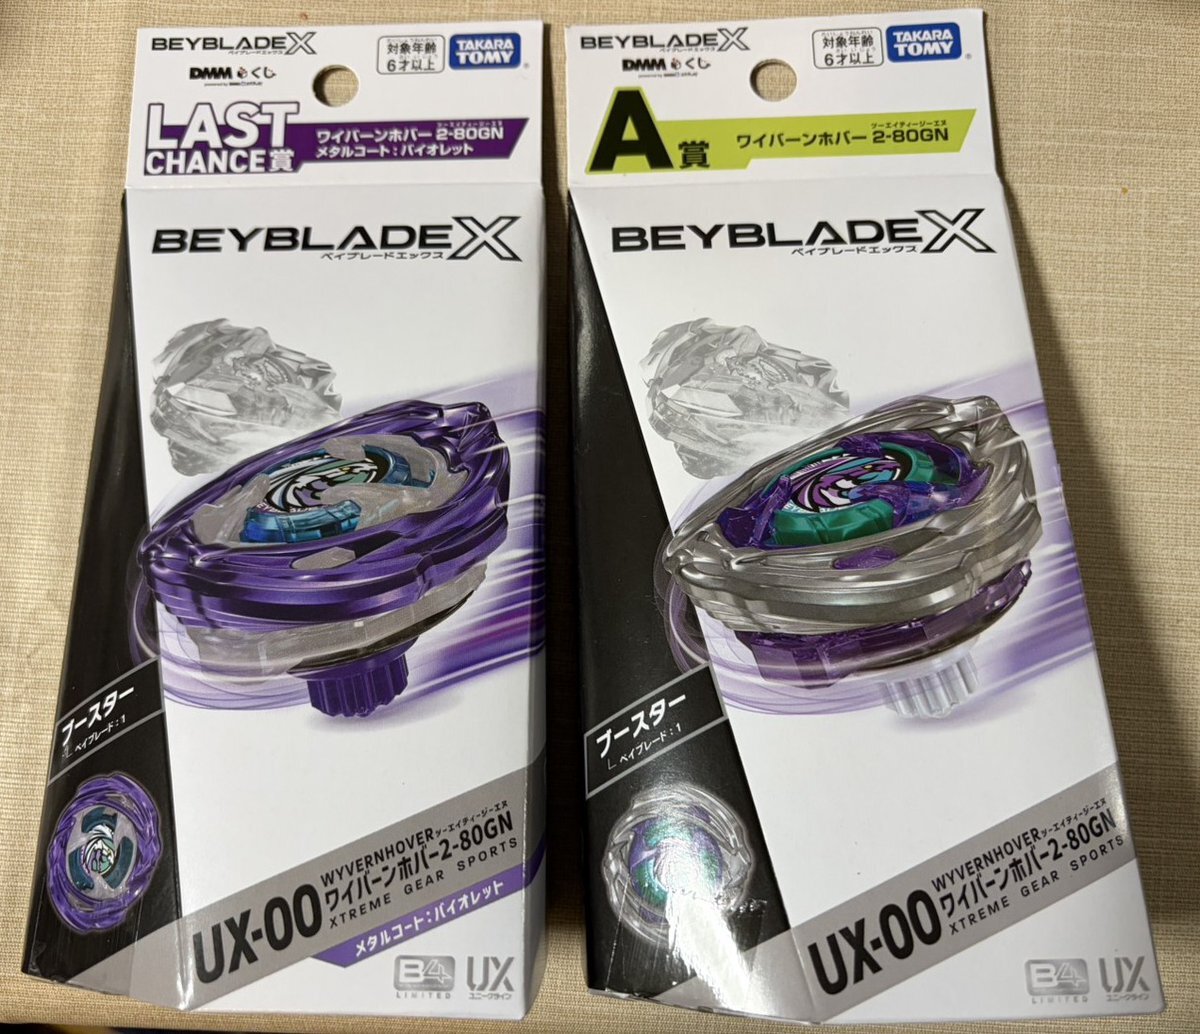 BEYBLADE X
ベイブレードエックス
対象年齢
6才以上
TAKARA
TOMY
DMM くじ
LAST
CHANCE賞
ツーエイティージーエヌ
ワイバーンホバー 2-80GN
メタルコート:バイオレット
BEYBLADE X
ベイブレードエックス
ブースター
ベイブレード:1
UX-00
WYVERNHOVER ツーエイティージーエヌ
ワイバーンホバー2-80GN
XTREME GEAR SPORTS
メタルコート:バイオレット
B4
LIMITED
UX
ユニークライン
BEYBLADE X
ベイブレードエックス
対象年齢
6才以上
TAKARA
TOMY
DMM くじ
A賞
ツーエイティージーエヌ
ワイバーンホバー 2-80GN
BEYBLADE X
ベイブレードエックス
ブースター
ベイブレード:1
UX-00
WYVERNHOVER ツーエイティージーエヌ
ワイバーンホバー2-80GN
XTREME GEAR SPORTS
B4
LIMITED
UX
ユニークライン